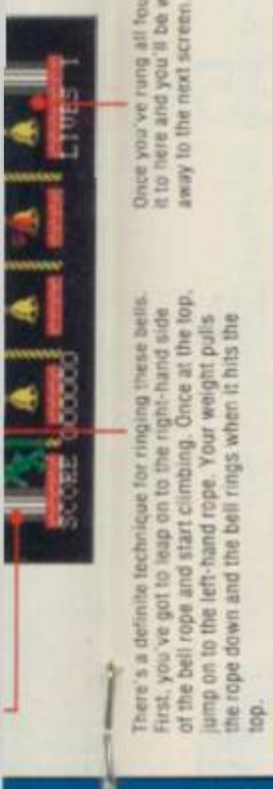 SCORE 000000
LIVES 1
There's a definite technique for ringing these bells.
First, you've got to leap on to the right-hand side
of the bell rope and start climbing. Once at the top,
jump on to the left-hand rope. Your weight pulls
the rope down and the bell rings when it hits the
top.
Once you've rung all fou
it to here and you'll be w
away to the next screen.